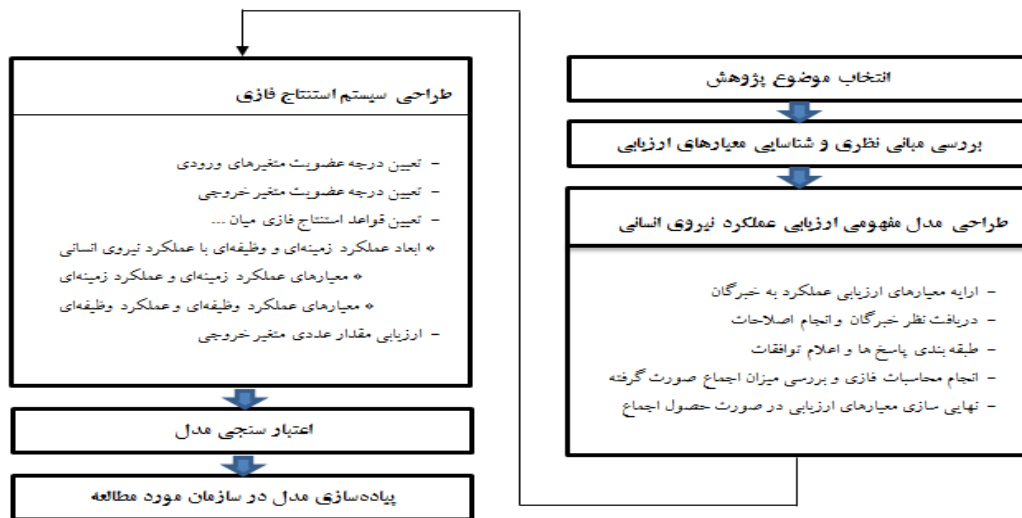 انتخاب موضوع پژوهش
بررسی مبانی نظری و شناسایی معیارهای ارزیابی
طراحی مدل مفهومی ارزیابی عملکرد نیروی انسانی
- ارایه معیارهای ارزیابی عملکرد به خبرگان
- دریافت نظر خبرگان و انجام اصلاحات
- طبقه بندی پاسخ ها و اعلام توافقات
- انجام محاسبات فازی و بررسی میزان اجماع صورت گرفته
- نهایی سازی معیارهای ارزیابی در صورت حصول اجماع
طراحی سیستم استنتاج فازی
- تعیین درجه عضویت متغیرهای ورودی
- تعیین درجه عضویت متغیر خروجی
- تعیین قواعد استنتاج فازی میان ...
❖ ابعاد عملکرد زمینه‌ای و وظیفه‌ای با عملکرد نیروی انسانی
❖ معیارهای عملکرد زمینه‌ای و عملکرد زمینه‌ای
❖ معیارهای عملکرد وظیفه‌ای و عملکرد وظیفه‌ای
- ارزیابی مقدار عددی متغیر خروجی
اعتبار سنجی مدل
پیاده‌سازی مدل در سازمان مورد مطالعه